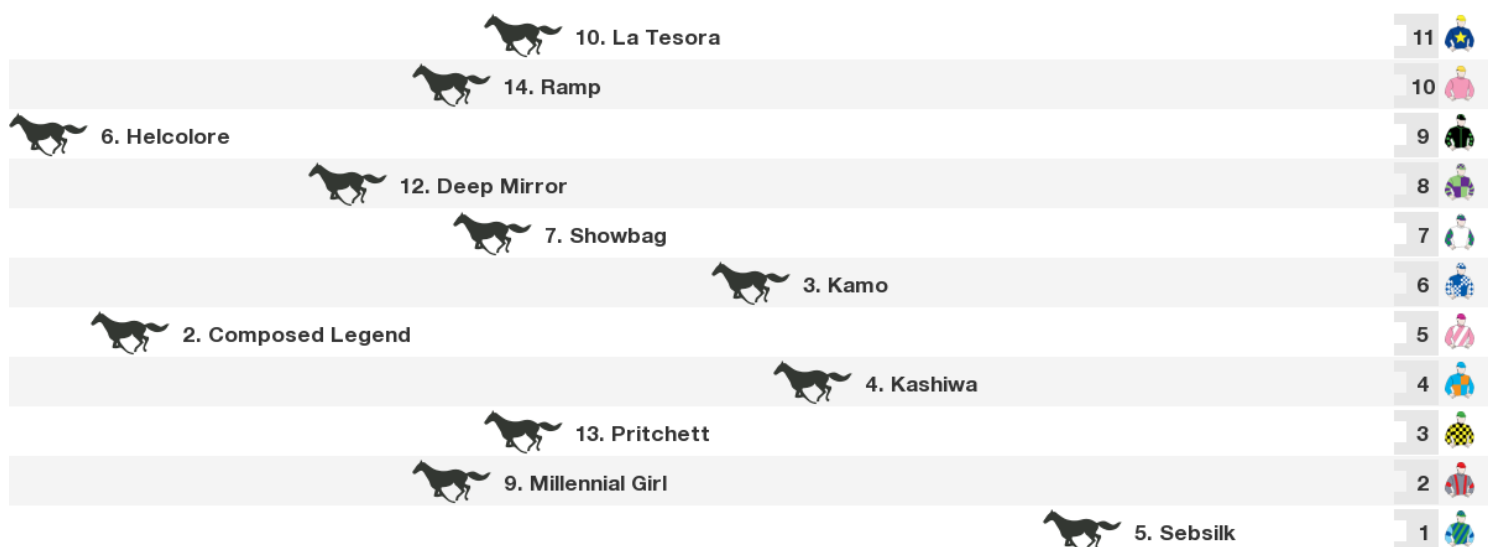 10. La Tesora 11
14. Ramp 10
6. Helcolore 9
12. Deep Mirror 8
7. Showbag 7
3. Kamo 6
2. Composed Legend 5
4. Kashiwa 4
13. Pritchett 3
9. Millennial Girl 2
5. Sebsilk 1